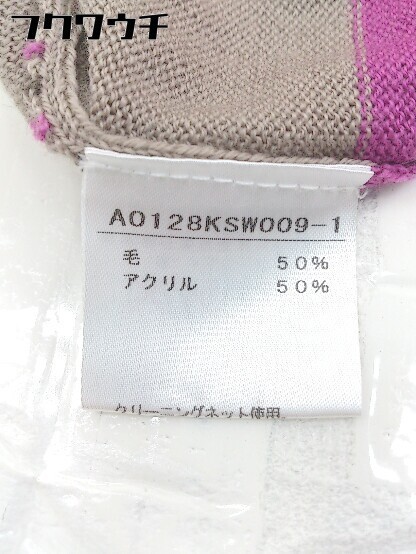 フクワウチ
A0128KSW009-1
毛 50%
アクリル 50%
クリーニングネット使用